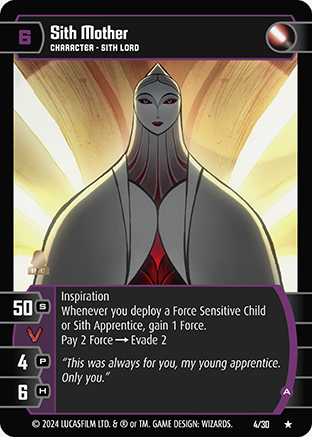 6
Sith Mother
CHARACTER - SITH LORD
INC
50 S
Inspiration
Whenever you deploy a Force Sensitive Child
or Sith Apprentice, gain 1 Force.
Pay 2 Force → Evade 2
4 P
“This was always for you, my young apprentice.
Only you.”
6 H
A
© 2024 LUCASFILM LTD. & ® or TM. GAME DESIGN: WIZARDS.
4/30 ★